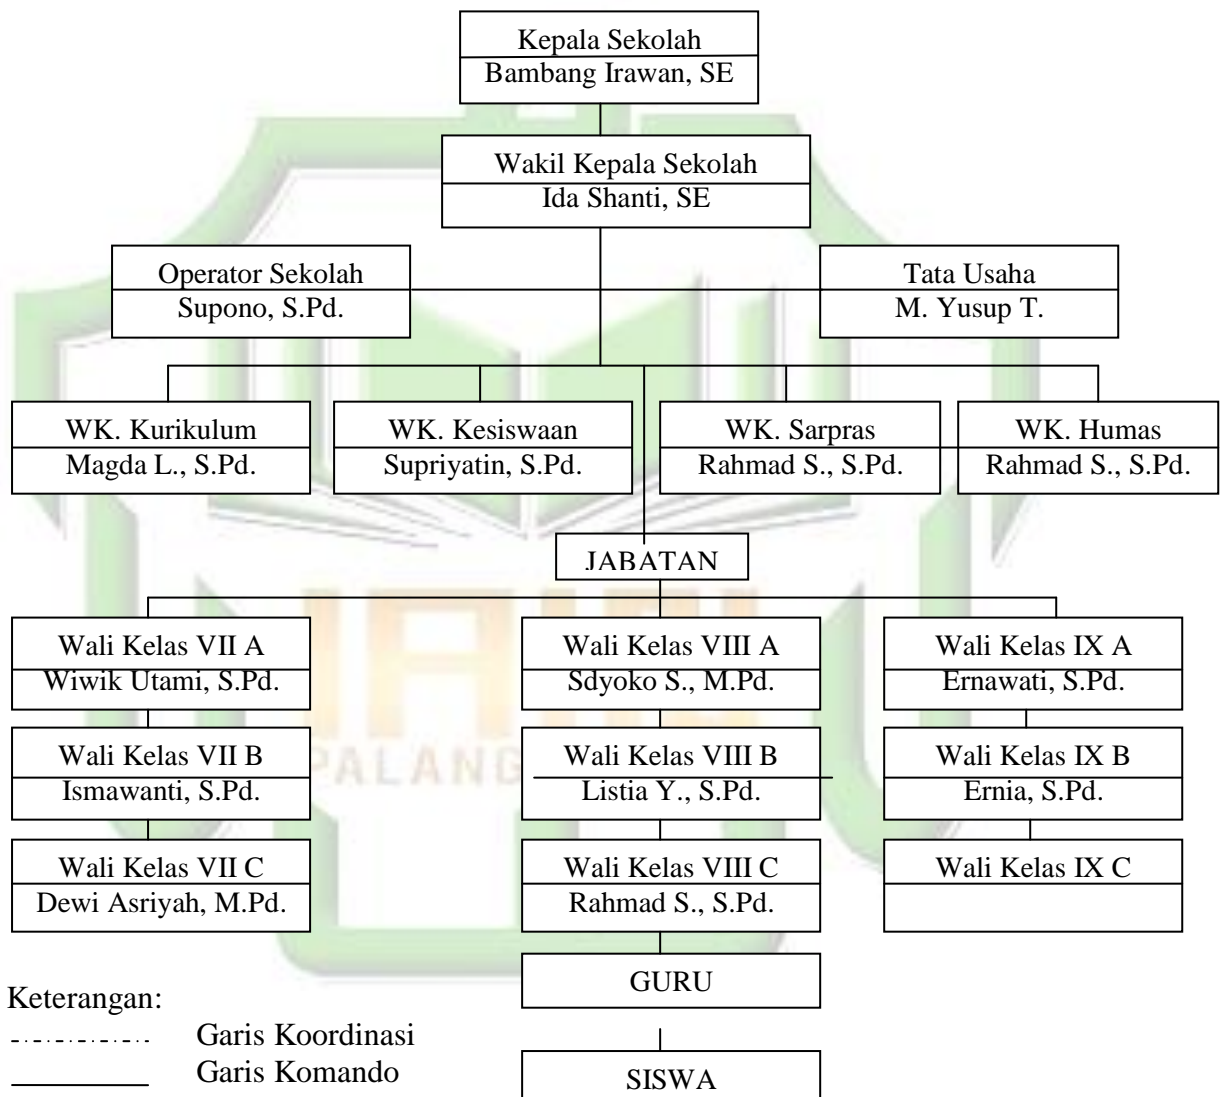 Kepala Sekolah
Bambang Irawan, SE
Wakil Kepala Sekolah
Ida Shanti, SE
Operator Sekolah
Supono, S.Pd.
Tata Usaha
M. Yusup T.
WK. Kurikulum
Magda L., S.Pd.
WK. Kesiswaan
Supriyatin, S.Pd.
WK. Sarpras
Rahmad S., S.Pd.
WK. Humas
Rahmad S., S.Pd.
JABATAN
Wali Kelas VII A
Wiwik Utami, S.Pd.
Wali Kelas VIII A
Sdyoko S., M.Pd.
Wali Kelas IX A
Ernawati, S.Pd.
Wali Kelas VII B
Ismawanti, S.Pd.
Wali Kelas VIII B
Listia Y., S.Pd.
Wali Kelas IX B
Ernia, S.Pd.
Wali Kelas VII C
Dewi Asriyah, M.Pd.
Wali Kelas VIII C
Rahmad S., S.Pd.
Wali Kelas IX C
GURU
SISWA
Keterangan:
Garis Koordinasi
Garis Komando
IAIN
PALANG